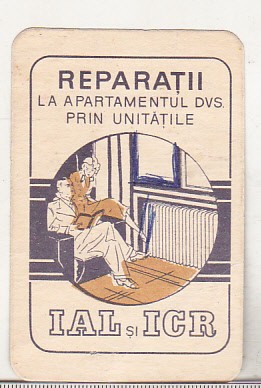 REPARAȚII
LA APARTAMENTUL DVS.
PRIN UNITĂȚILE
IAL ȘI ICR